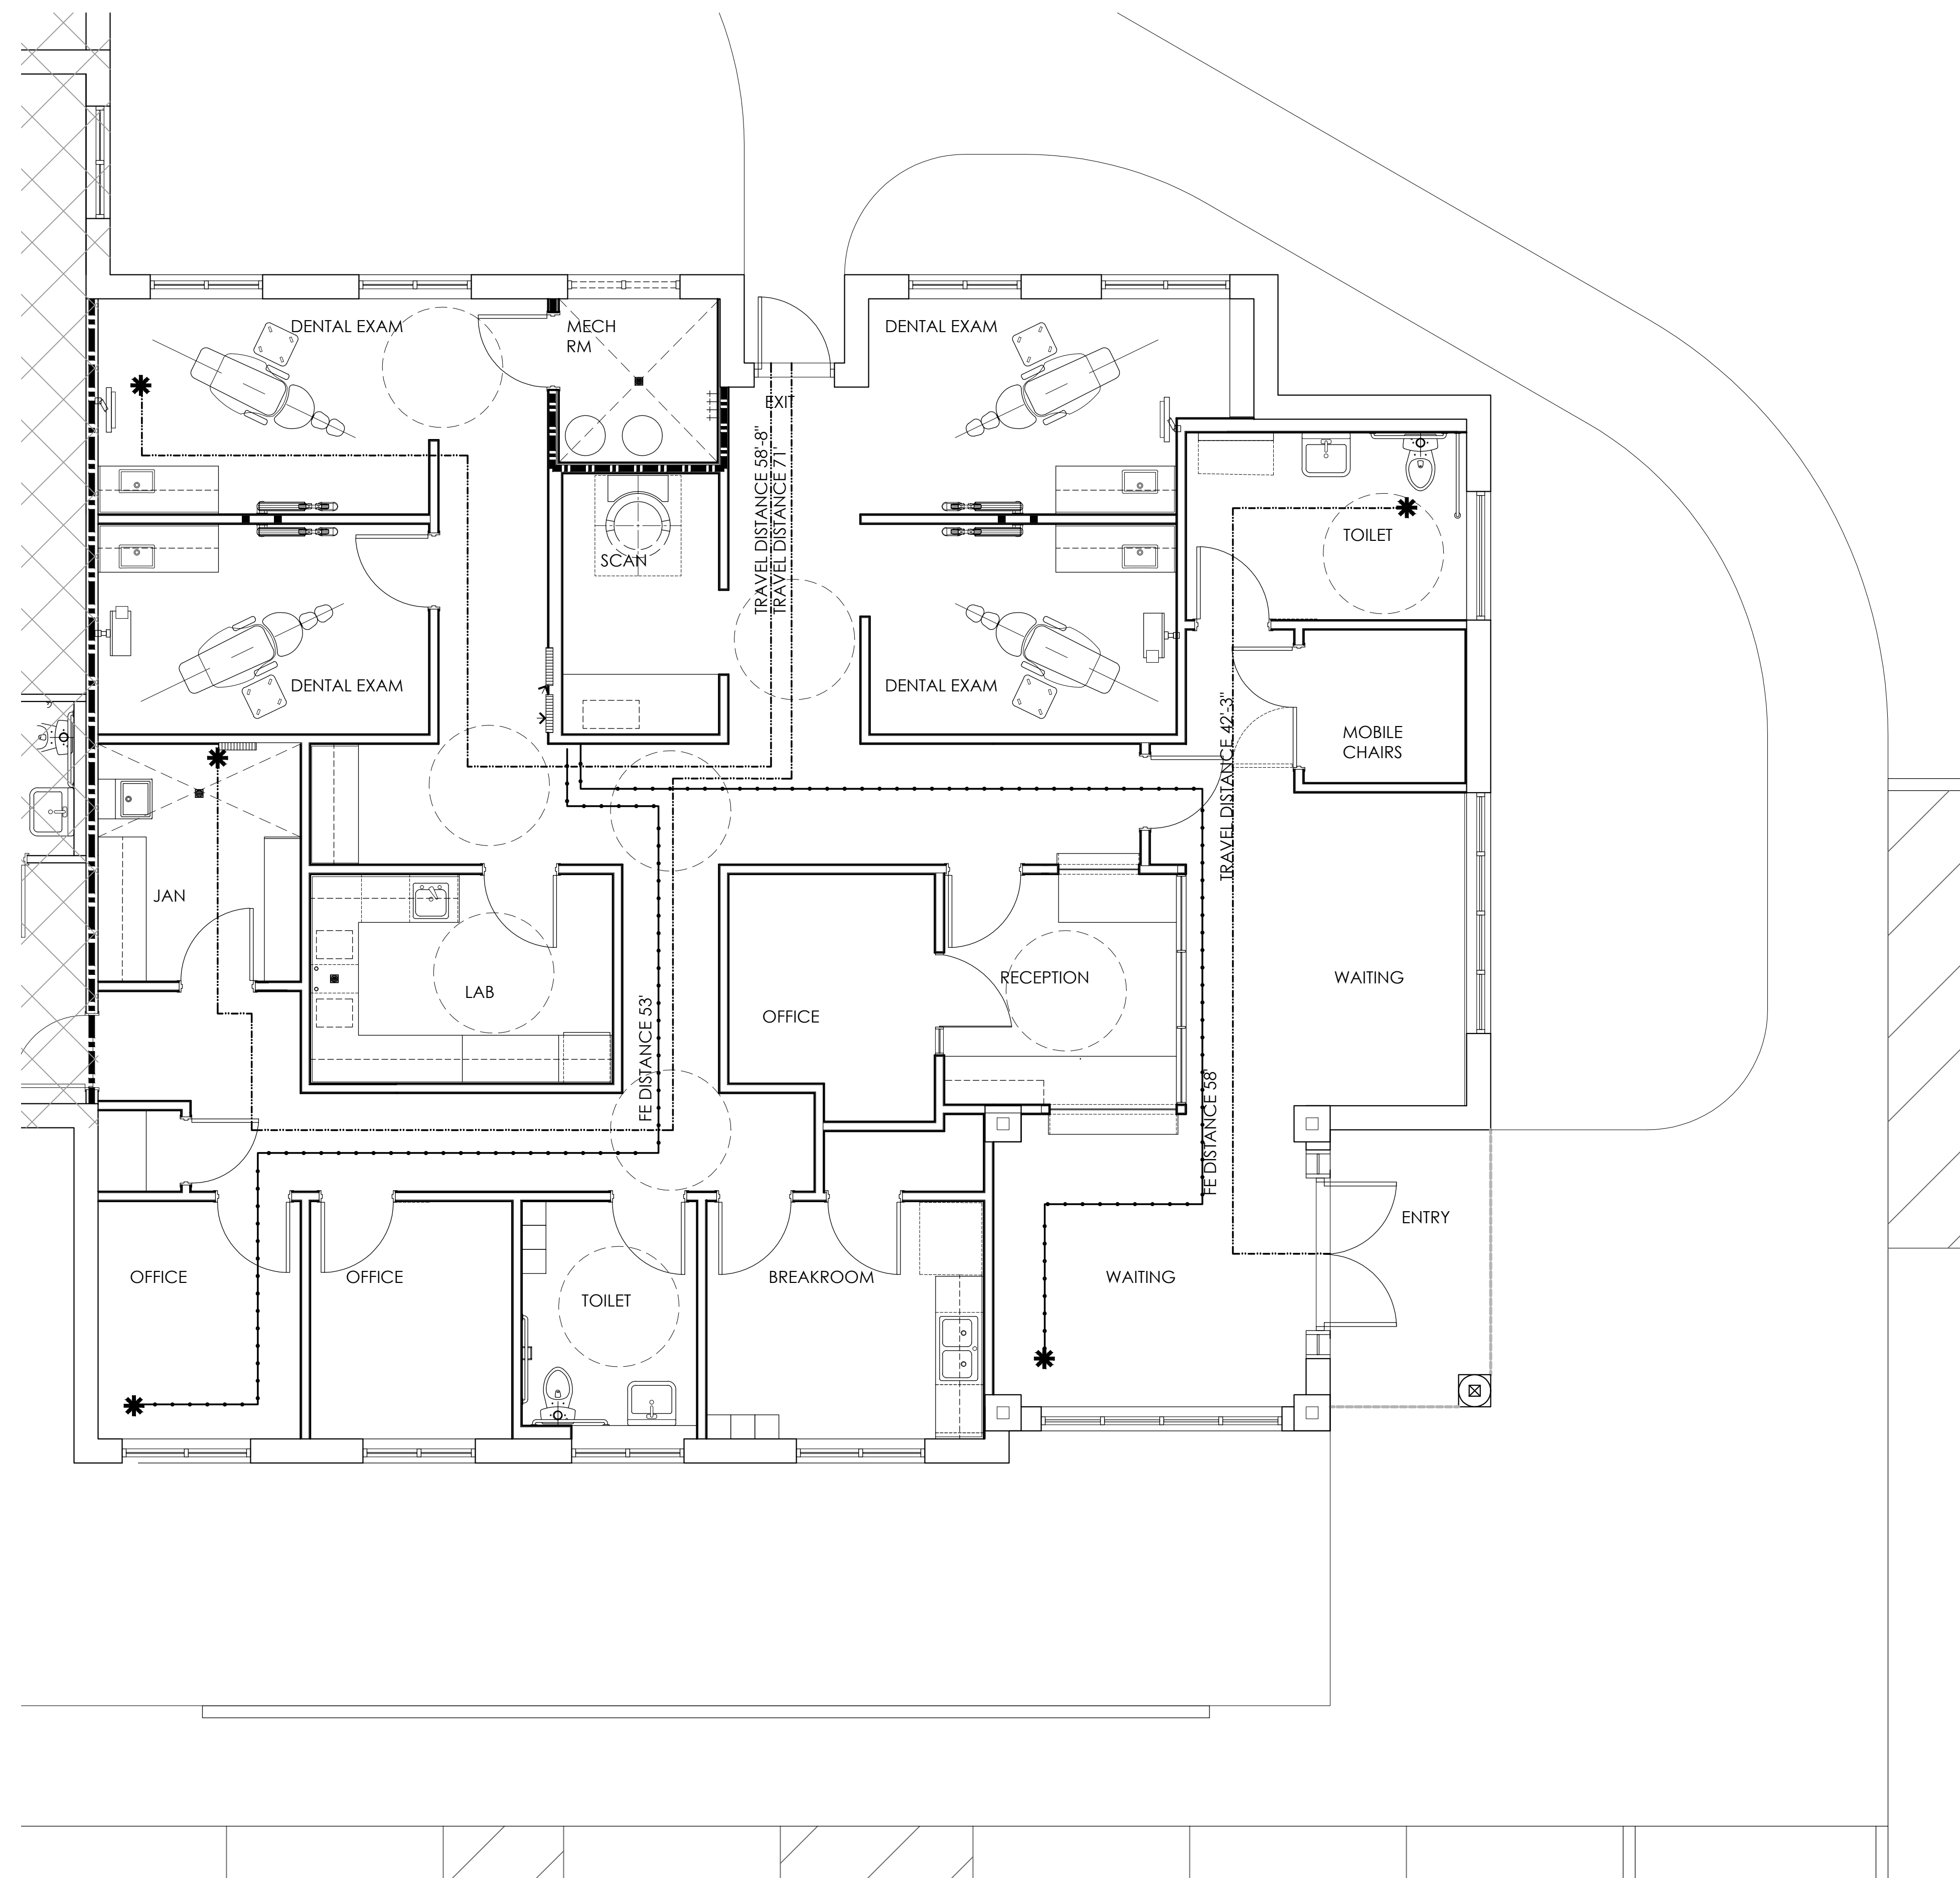 DENTAL EXAM
MECH
RM
DENTAL EXAM
EXIT
TRAVEL DISTANCE 58'-8"
TRAVEL DISTANCE 71'
TOILET
SCAN
DENTAL EXAM
DENTAL EXAM
TRAVEL DISTANCE 42'-3"
MOBILE
CHAIRS
JAN
LAB
RECEPTION
WAITING
OFFICE
FE DISTANCE 53'
FE DISTANCE 58'
ENTRY
OFFICE
OFFICE
TOILET
BREAKROOM
WAITING